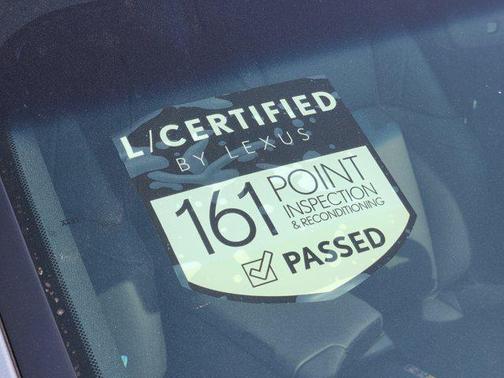 L/CERTIFIED
BY LEXUS
161 POINT
INSPECTION
& RECONDITIONING
PASSED